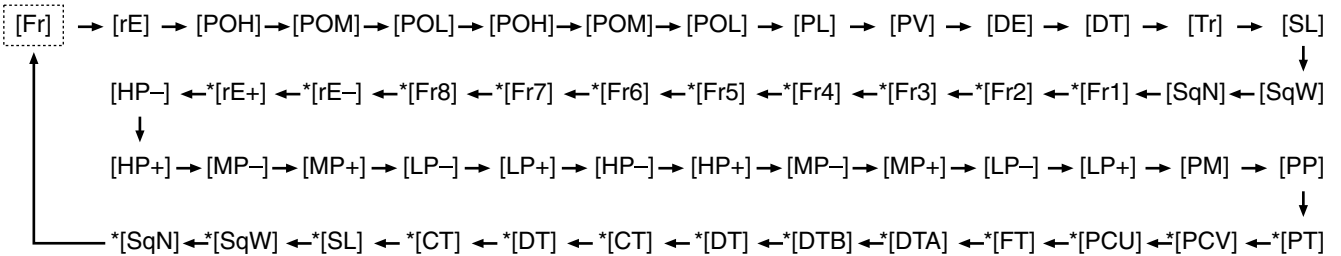 [Fr] → [rE] → [POH] → [POM] → [POL] → [POH] → [POM] → [POL] → [PL] → [PV] → [DE] → [DT] → [Tr] → [SL]
[HP–] ← *[rE+] ← *[rE–] ← *[Fr8] ← *[Fr7] ← *[Fr6] ← *[Fr5] ← *[Fr4] ← *[Fr3] ← *[Fr2] ← *[Fr1] ← [SqN] ← [SqW]
[HP+] → [MP–] → [MP+] → [LP–] → [LP+] → [HP–] → [HP+] → [MP–] → [MP+] → [LP–] → [LP+] → [PM] → [PP]
*[SqN] ← *[SqW] ← *[SL] ← *[CT] ← *[DT] ← *[CT] ← *[DT] ← *[DTB] ← *[DTA] ← *[FT] ← *[PCU] ← *[PCV] ← *[PT]